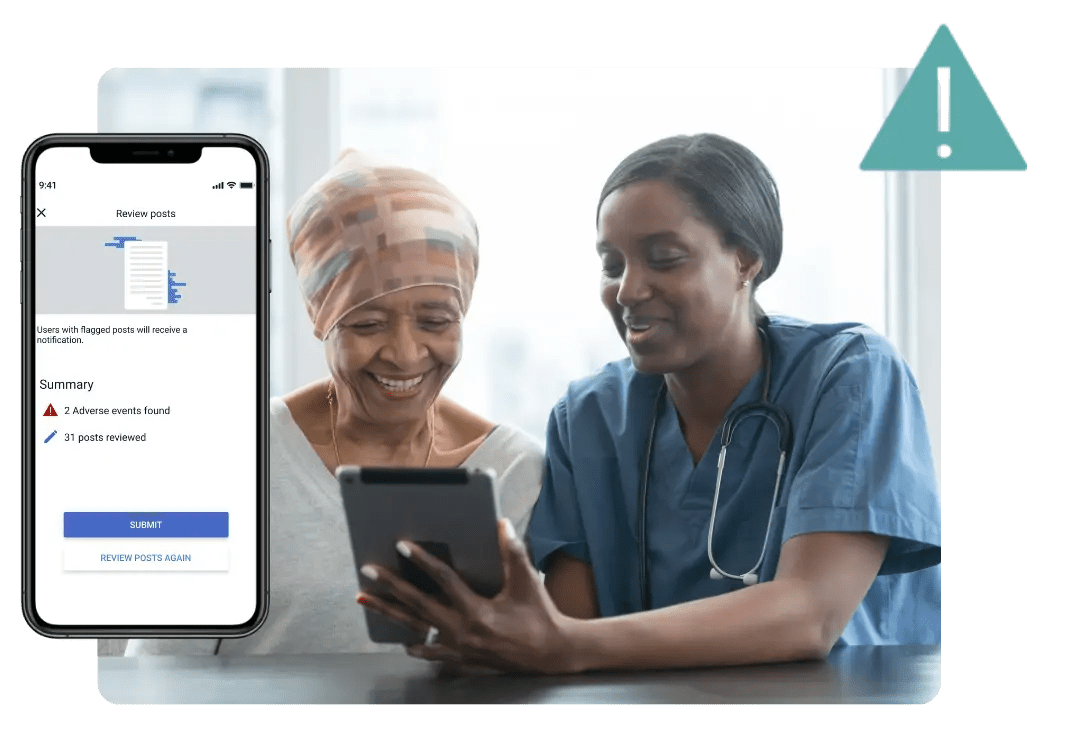 9:41
Review posts
Users with flagged posts will receive a
notification.
Summary
2 Adverse events found
31 posts reviewed
SUBMIT
REVIEW POSTS AGAIN